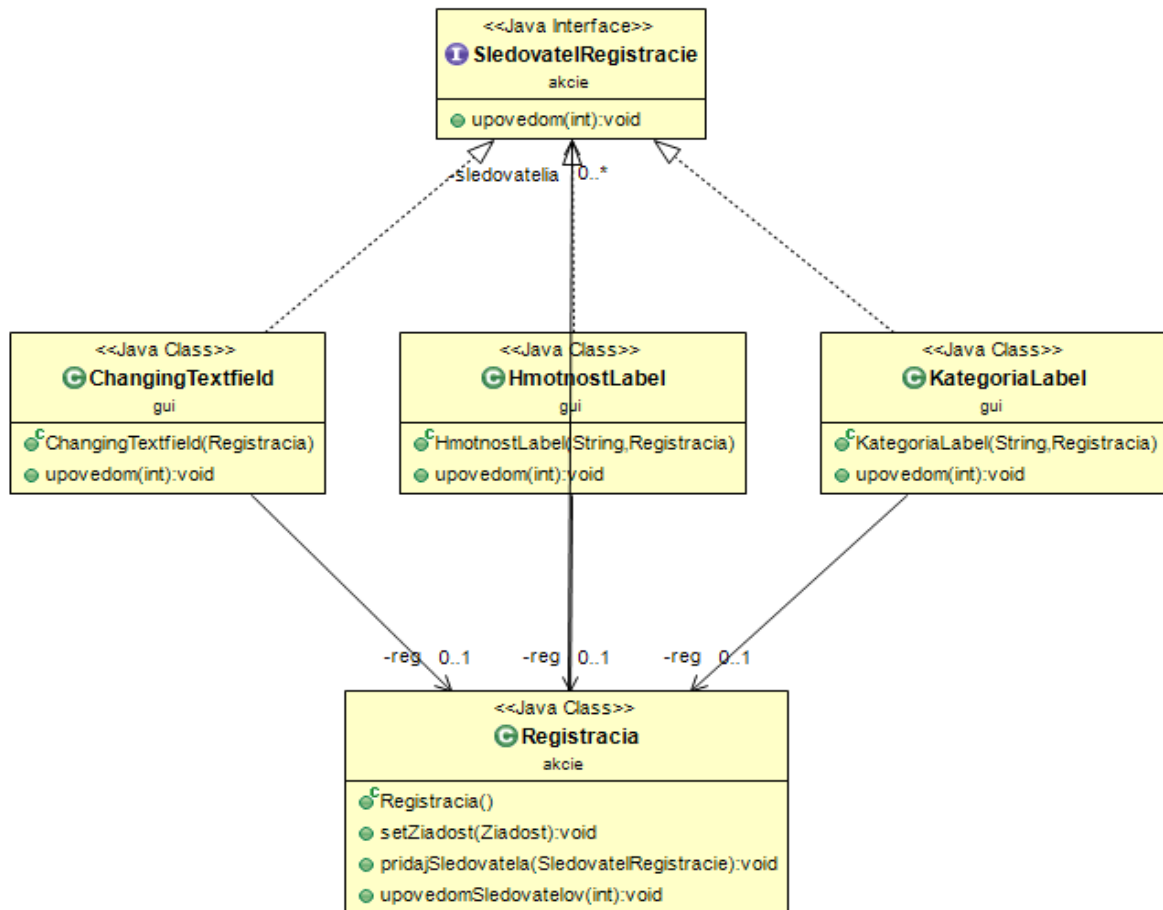 <<Java Interface>>
SledovatelRegistracie
akcie
upovedom(int):void
-sledovatelia 0..*
<<Java Class>>
ChangingTextfield
gui
ChangingTextfield(Registracia)
upovedom(int):void
<<Java Class>>
HmotnostLabel
gui
HmotnostLabel(String,Registracia)
upovedom(int):void
<<Java Class>>
KategoriaLabel
gui
KategoriaLabel(String,Registracia)
upovedom(int):void
-reg 0..1
-reg 0..1
-reg 0..1
<<Java Class>>
Registracia
akcie
Registracia()
setZiadost(Ziadost):void
pridajSledovatela(SledovatelRegistracie):void
upovedomSledovatelov(int):void